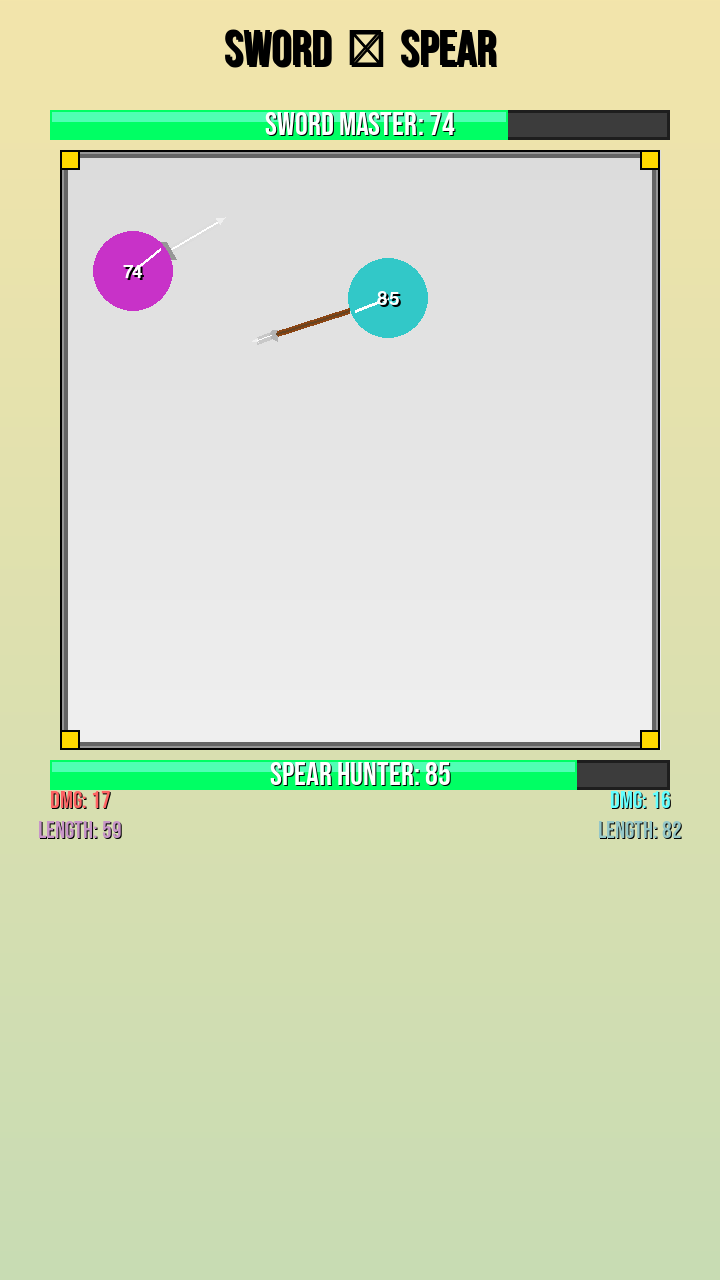 SWORD ☒ SPEAR
SWORD MASTER: 74
74
85
SPEAR HUNTER: 85
DMG: 17
DMG: 16
LENGTH: 59
LENGTH: 82